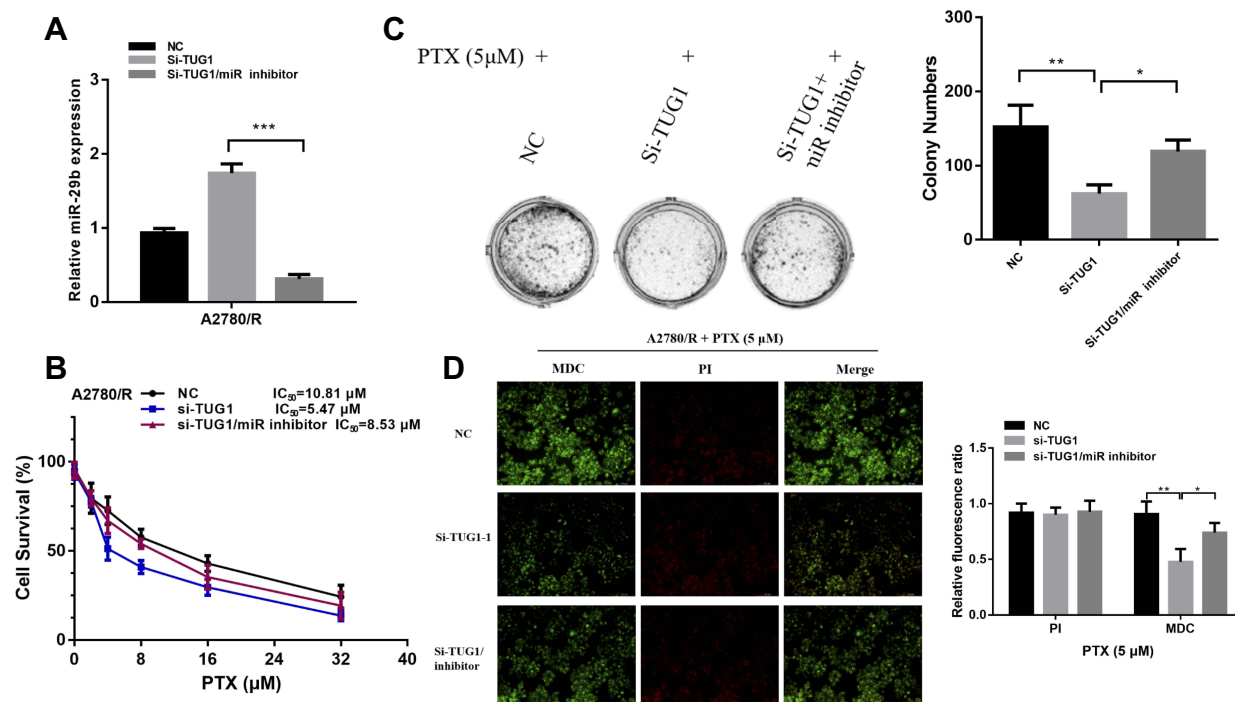 A
NC
Si-TUG1
Si-TUG1/miR inhibitor
Relative miR-29b expression
3
2
1
0
***
A2780/R
B
A2780/R
NC IC50=10.81 μM
si-TUG1 IC50=5.47 μM
si-TUG1/miR inhibitor IC50=8.53 μM
Cell Survival (%)
100
50
0
0 8 16 24 32 40
PTX (μM)
C
PTX (5μM) + + +
NC
Si-TUG1
Si-TUG1+
miR inhibitor
Colony Numbers
300
200
100
0
** *
NC
Si-TUG1
Si-TUG1/miR inhibitor
D
A2780/R + PTX (5 μM)
MDC PI Merge
NC
Si-TUG1-1
Si-TUG1/
inhibitor
NC
si-TUG1
si-TUG1/miR inhibitor
Relative fluorescence ratio
1.5
1.0
0.5
0.0
** *
PI MDC
PTX (5 μM)